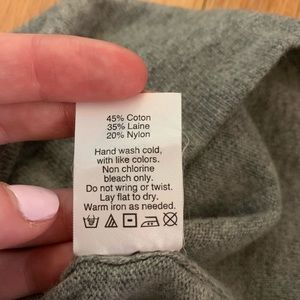 45% Coton
35% Laine
20% Nylon
Hand wash cold,
with like colors.
Non chlorine
bleach only.
Do not wring or twist.
Lay flat to dry.
Warm iron as needed.